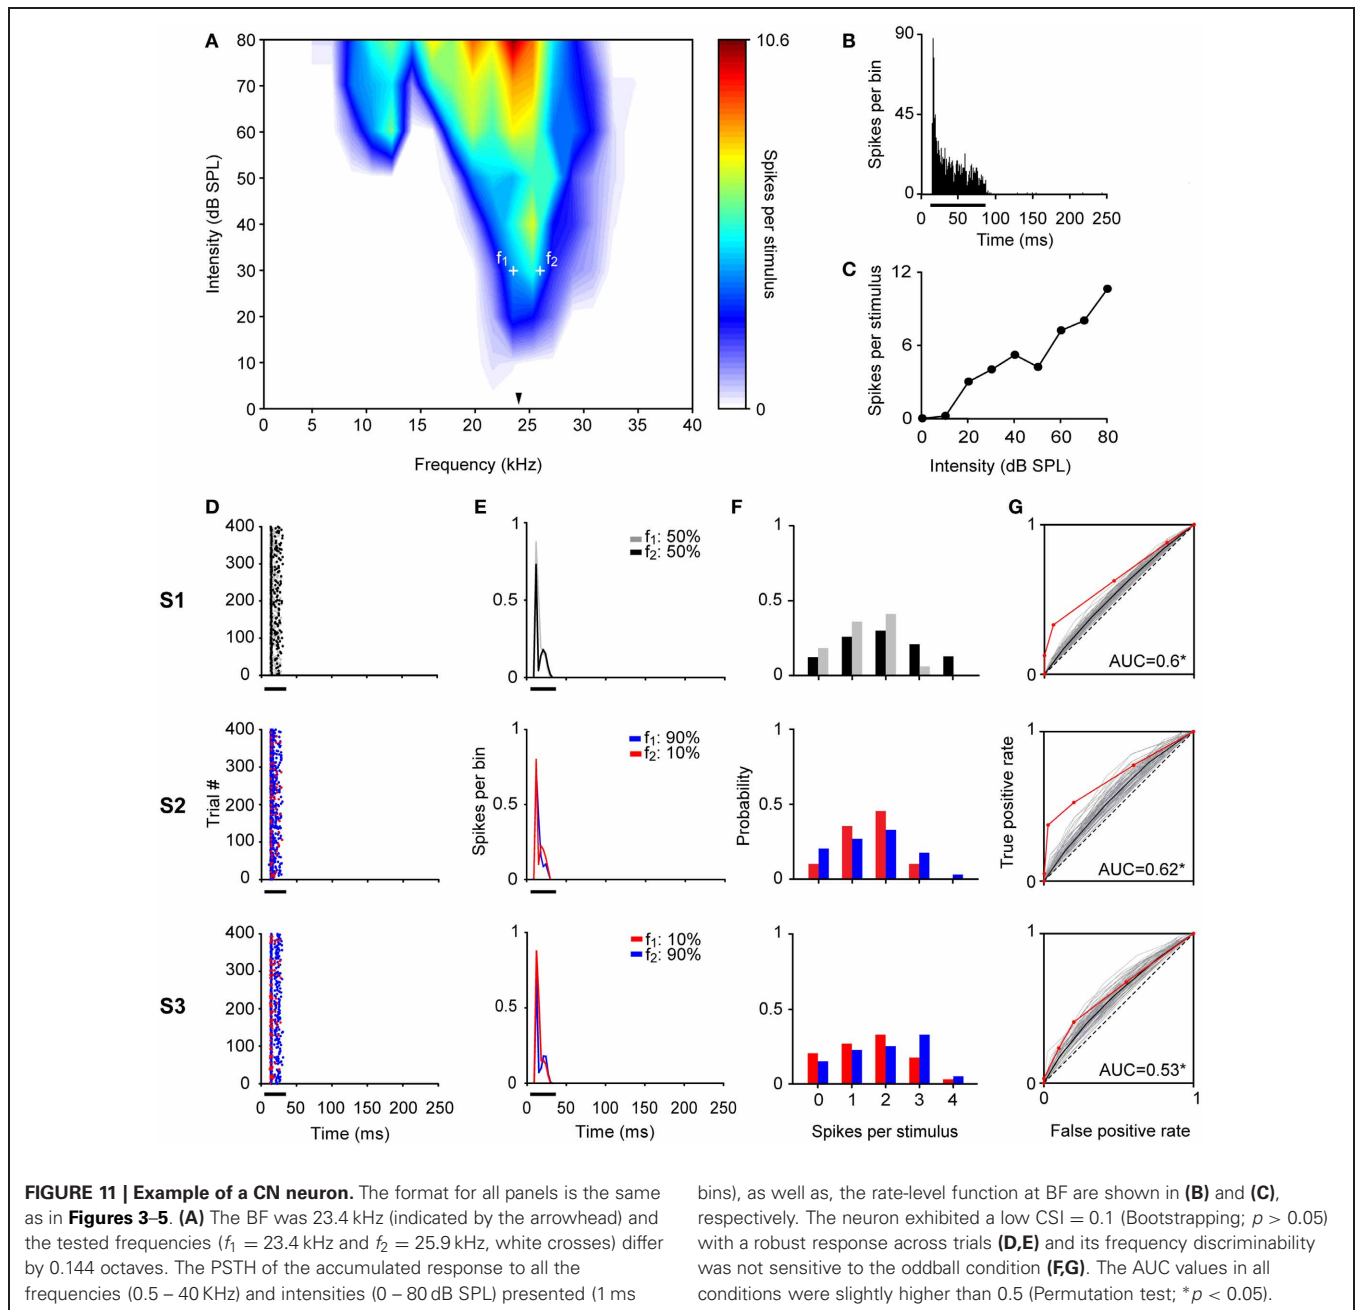 A
80
70
60
50
40
30
20
10
0
Intensity (dB SPL)
f1
f2
0 5 10 15 20 25 30 35 40
Frequency (kHz)
10.6
0
Spikes per stimulus
B
90
45
0
Spikes per bin
0 50 100 150 200 250
Time (ms)
C
12
6
0
Spikes per stimulus
0 20 40 60 80
Intensity (dB SPL)
D
E
F
G
S1
400
300
200
100
0
1
0
f1: 50%
f2: 50%
1
0.5
0
1
0
AUC=0.6*
S2
Trial #
400
300
200
100
0
Spikes per bin
1
0.5
0
f1: 90%
f2: 10%
Probability
1
0.5
0
True positive rate
1
0
AUC=0.62*
S3
400
300
200
100
0
0 50 100 150 200 250
Time (ms)
1
0.5
0
f1: 10%
f2: 90%
0 50 100 150 200 250
Time (ms)
1
0.5
0
0 1 2 3 4
Spikes per stimulus
1
0
AUC=0.53*
0 1
False positive rate
FIGURE 11 | Example of a CN neuron. The format for all panels is the same
as in Figures 3–5. (A) The BF was 23.4 kHz (indicated by the arrowhead) and
the tested frequencies (f1 = 23.4 kHz and f2 = 25.9 kHz, white crosses) differ
by 0.144 octaves. The PSTH of the accumulated response to all the
frequencies (0.5 – 40 KHz) and intensities (0 – 80 dB SPL) presented (1 ms
bins), as well as, the rate-level function at BF are shown in (B) and (C),
respectively. The neuron exhibited a low CSI = 0.1 (Bootstrapping; p > 0.05)
with a robust response across trials (D,E) and its frequency discriminability
was not sensitive to the oddball condition (F,G). The AUC values in all
conditions were slightly higher than 0.5 (Permutation test; *p < 0.05).